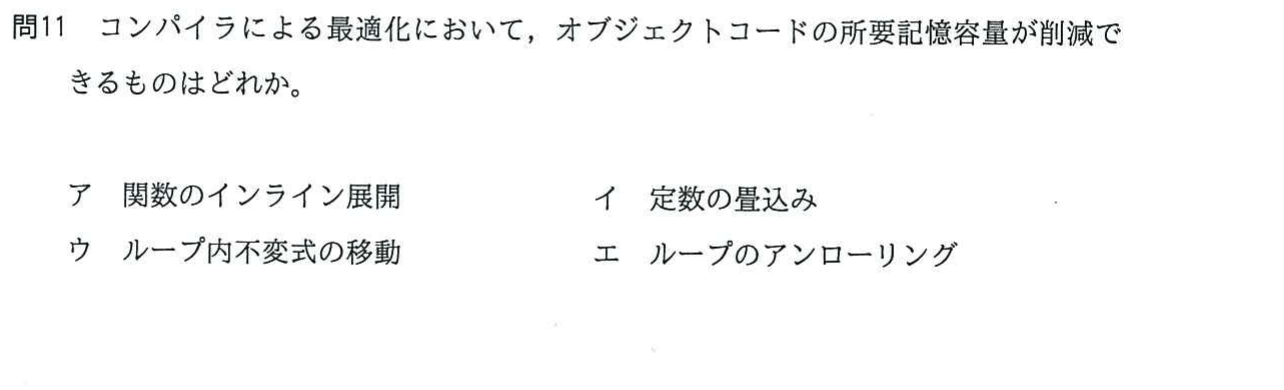 問11 コンパイラによる最適化において，オブジェクトコードの所要記憶容量が削減で
きるものはどれか。
ア 関数のインライン展開 イ 定数の畳込み
ウ ループ内不変式の移動 エ ループのアンローリング